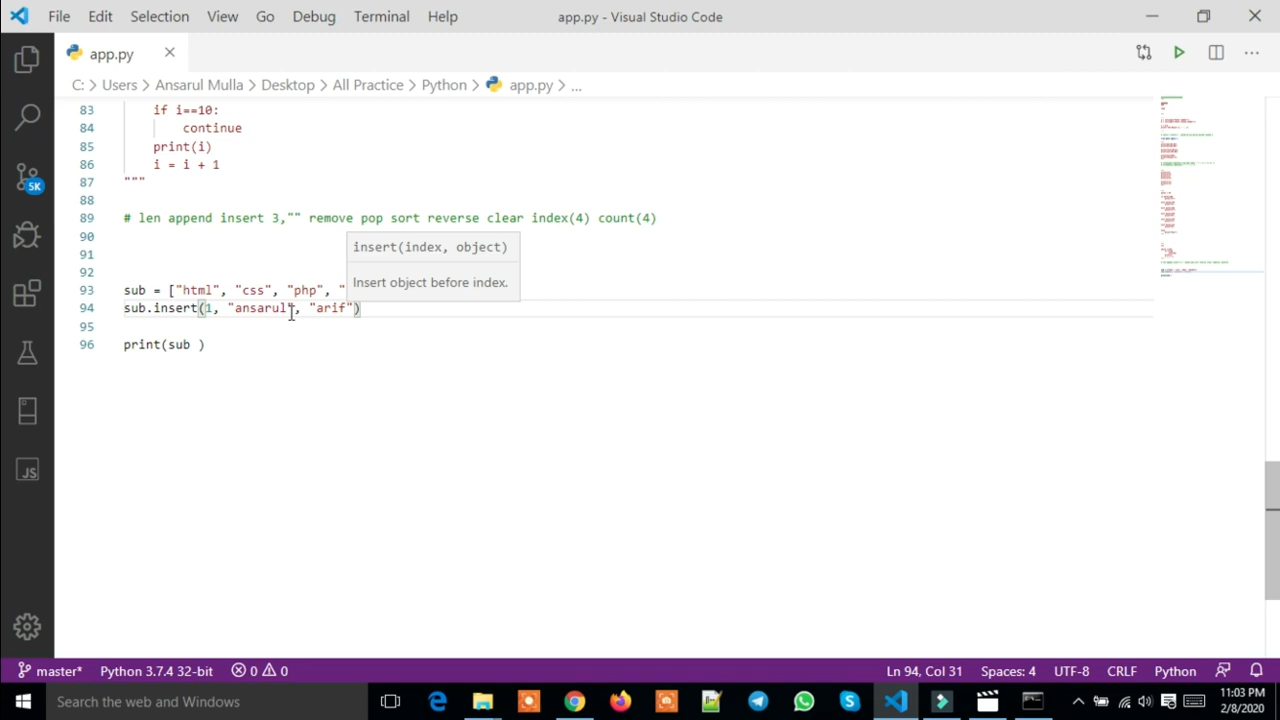 File Edit Selection View Go Debug Terminal Help app.py - Visual Studio Code
app.py
C: > Users > Ansarul Mulla > Desktop > All Practice > Python > app.py > ...
83 if i==10:
84 continue
85 print(i)
86 i = i + 1
87 """
88
89 # len append insert 3,"" remove pop sort reverse clear index(4) count(4)
90
insert(index, object)
91
92
Insert object before index.
93 sub = ["html", "css", "php", "
94 sub.insert(1, "ansarul", "arif")
95
96 print(sub )
5K
JS
master* Python 3.7.4 32-bit 0 0 Ln 94, Col 31 Spaces: 4 UTF-8 CRLF Python
Search the web and Windows
11:03 PM
2/8/2020